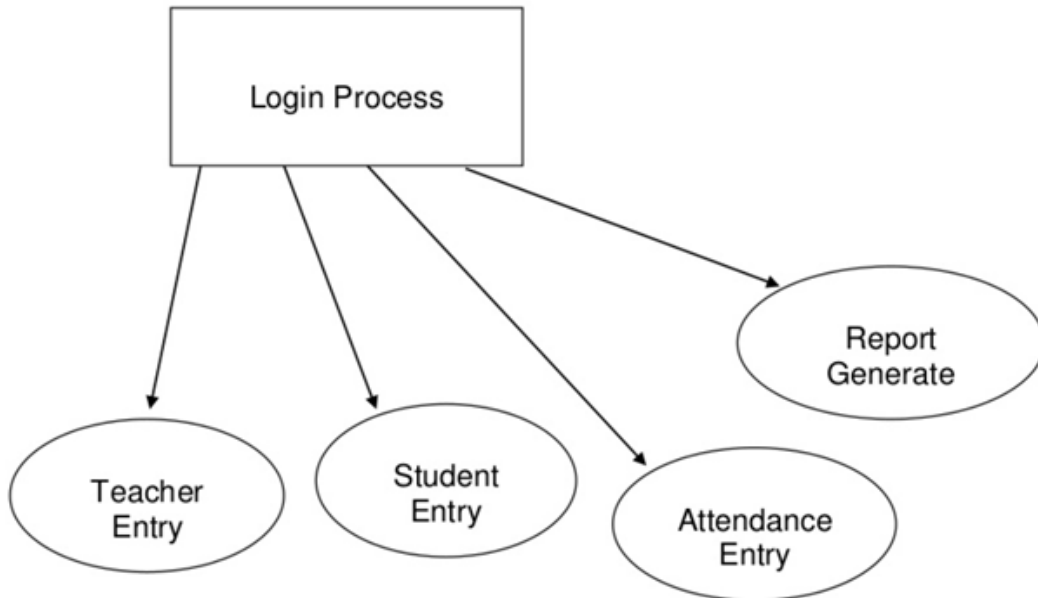 Login Process
Report
Generate
Teacher
Entry
Student
Entry
Attendance
Entry